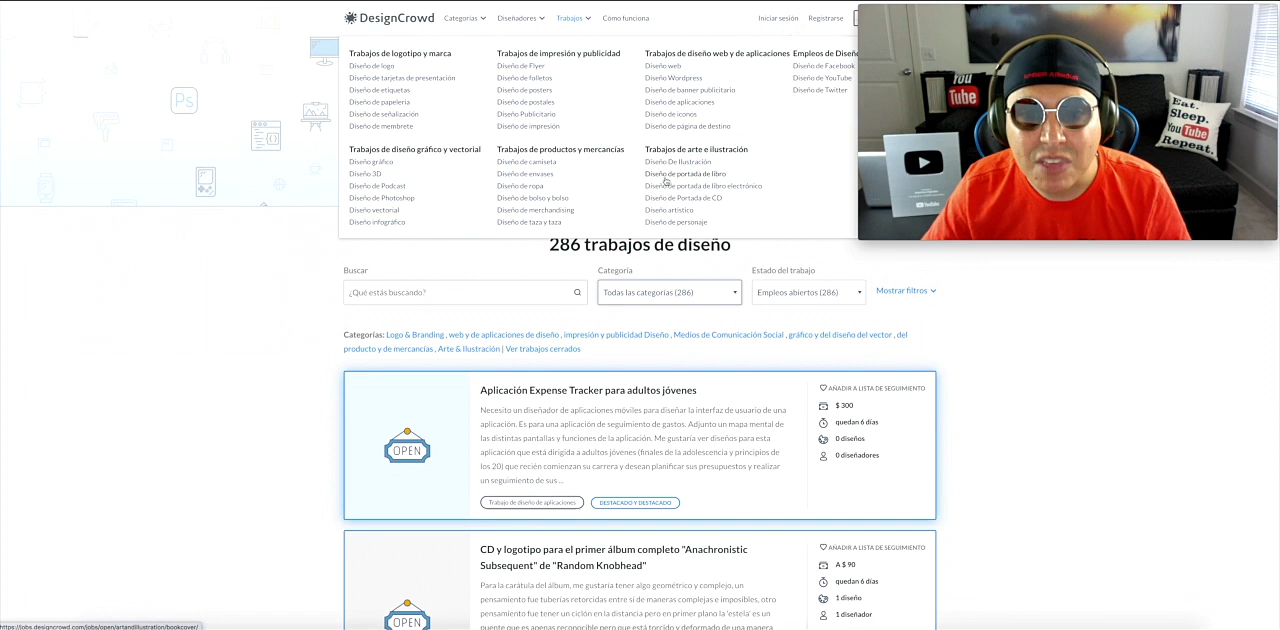 DesignCrowd
Categorías
Diseñadores
Trabajos
Cómo funciona
Iniciar sesión
Registrarse
Trabajos de logo y marca
Diseño de logo
Diseño de tarjetas de presentación
Diseño de etiquetas
Diseño de papelería
Diseño de señalización
Diseño de membrete
Trabajos de impresión y publicidad
Diseño de Flyer
Diseño de folletos
Diseño de posters
Diseño de postales
Diseño Publicitario
Diseño de impresión
Trabajos de diseño web y de aplicaciones
Diseño web
Diseño Wordpress
Diseño de banner publicitario
Diseño de aplicaciones
Diseño de iconos
Diseño de página de destino
Diseño de Facebook
Diseño de YouTube
Diseño de Twitter
Trabajos de diseño gráfico y vectorial
Diseño gráfico
Diseño 3D
Diseño de Podcast
Diseño de Photoshop
Diseño vectorial
Diseño infográfico
Trabajos de productos y mercancías
Diseño de camiseta
Diseño de envases
Diseño de ropa
Diseño de bolso y bolso
Diseño de merchandising
Diseño de taza y taza
Trabajos de arte e ilustración
Diseño De Ilustración
Diseño de portada de libro
Diseño de portada de libro electrónico
Diseño de Portada de CD
Diseño artístico
Diseño de personaje
Ps
You
Tube
Eat.
Sleep.
YouTube
Repeat.
YouTube
286 trabajos de diseño
Buscar
Categoría
Estado del trabajo
¿Qué estás buscando?
Todas las categorías (286)
Empleos abiertos (286)
Mostrar filtros
Categorías: Logo & Branding , web y de aplicaciones de diseño , impresión y publicidad Diseño , Medios de Comunicación Social , gráfico y del diseño del vector , del
producto y de mercancías , Arte & Ilustración | Ver trabajos cerrados
OPEN
Aplicación Expense Tracker para adultos jóvenes
Necesito un diseñador de aplicaciones móviles para diseñar la interfaz de usuario de una
aplicación. Es para una aplicación de seguimiento de gastos. Adjunto un mapa mental de
las distintas pantallas y funciones de la aplicación. Me gustaría ver diseños para esta
aplicación que está dirigida a adultos jóvenes (finales de la adolescencia y principios de
los 20) que recién comienzan su carrera y desean planificar sus presupuestos y realizar
un seguimiento de sus ...
Trabajo de diseño de aplicaciones
DESTACADO Y DESTACADO
AÑADIR A LISTA DE SEGUIMIENTO
$ 300
quedan 6 días
0 diseños
0 diseñadores
OPEN
CD y logotipo para el primer álbum completo "Anachronistic
Subsequent" de "Random Knobhead"
Para la carátula del álbum, me gustaría tener algo geométrico y complejo, un
pensamiento fue tuberías retorcidas entre sí de maneras complejas e imposibles, otro
pensamiento fue tener un ciclón en la distancia pero en primer plano la 'estela' es un
puente que es apenas reconocible pero que está torcido y deformado de una manera
AÑADIR A LISTA DE SEGUIMIENTO
A $ 90
quedan 6 días
1 diseño
1 diseñador
https://jobs.designcrowd.com/jobs/open/artandillustration/bookcover/